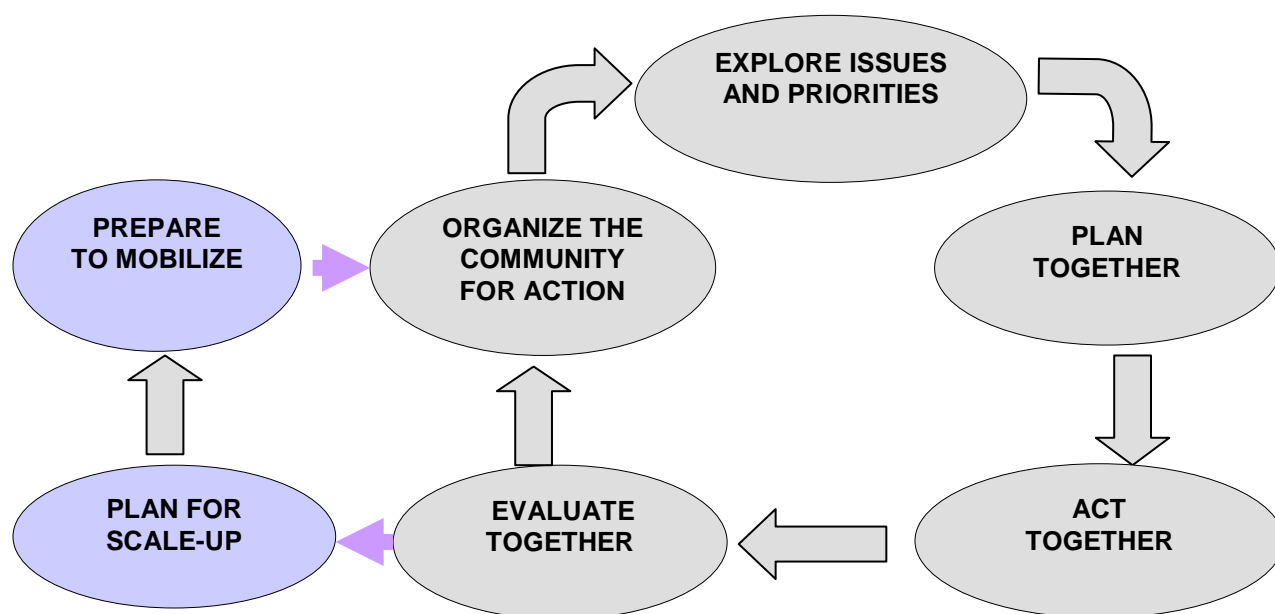 EXPLORE ISSUES
AND PRIORITIES
PREPARE
TO MOBILIZE
ORGANIZE THE
COMMUNITY
FOR ACTION
PLAN
TOGETHER
PLAN FOR
SCALE-UP
EVALUATE
TOGETHER
ACT
TOGETHER